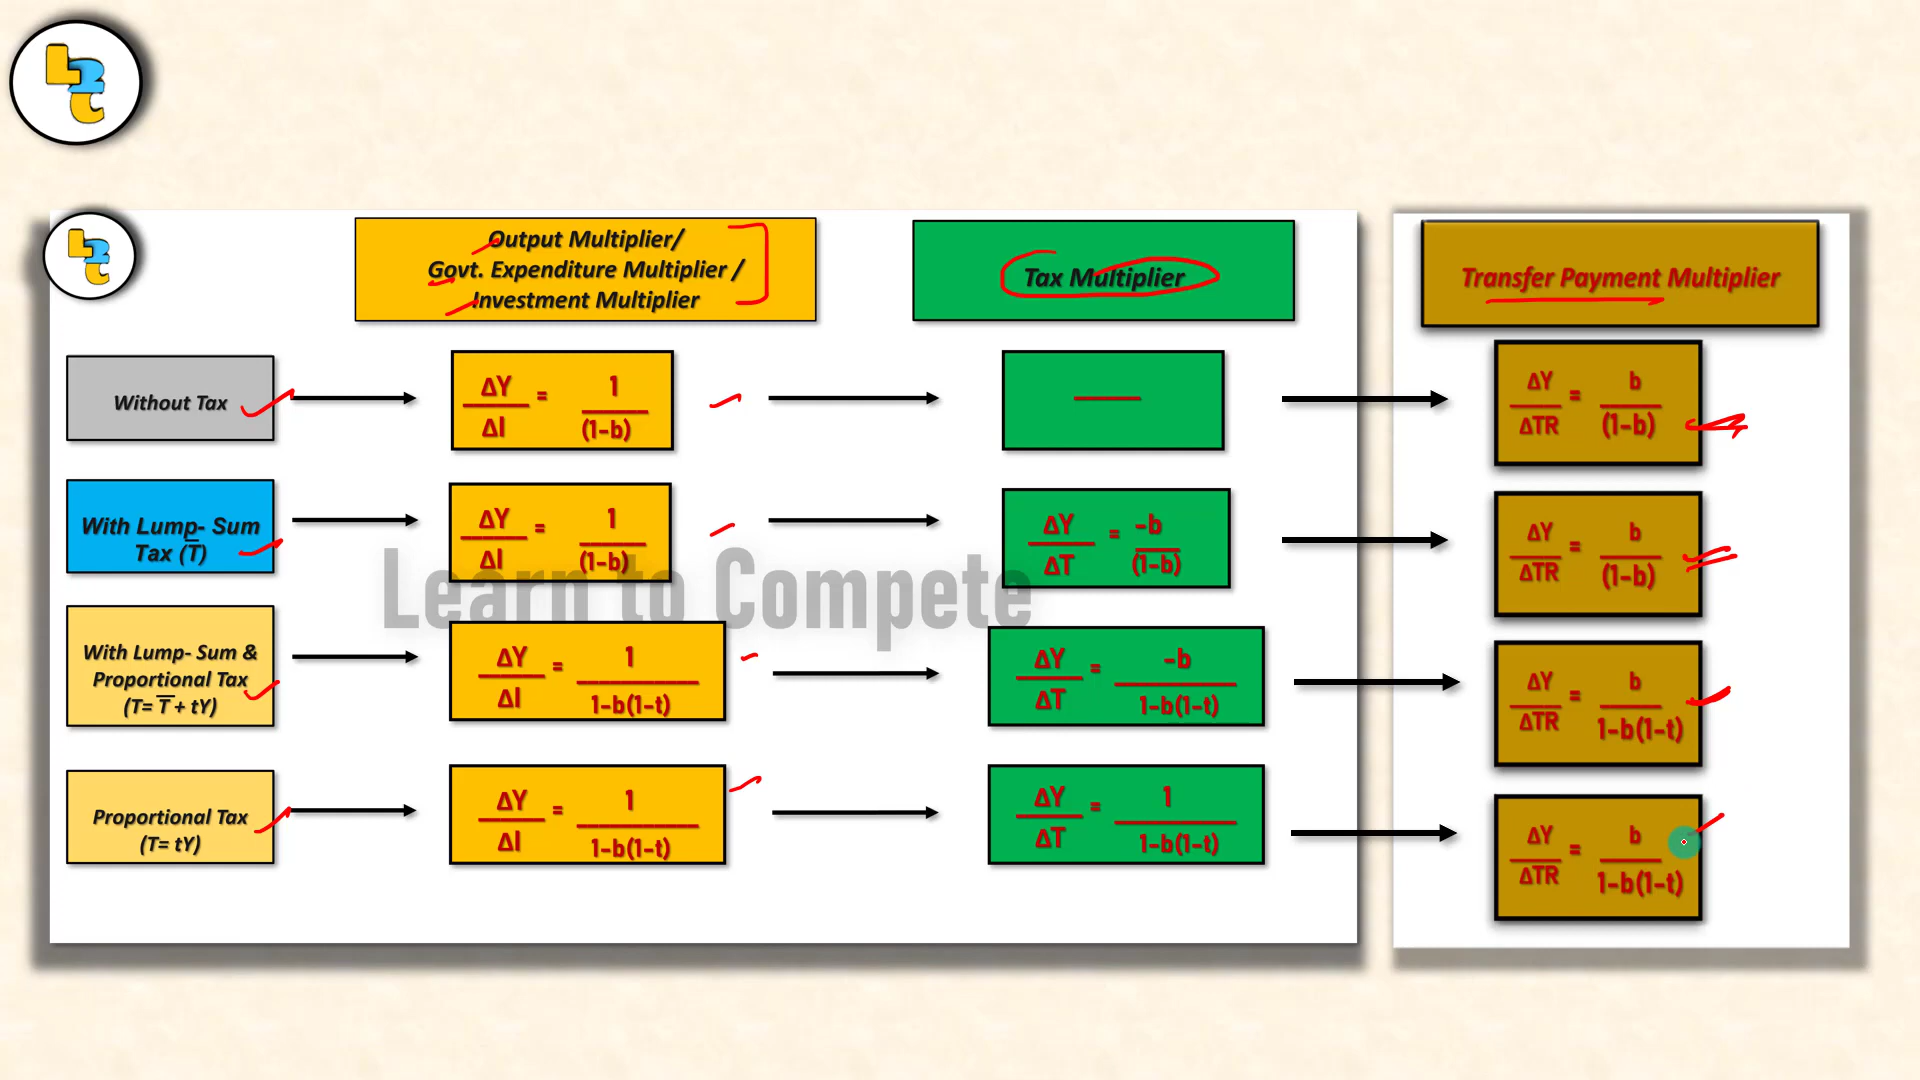 L2C
L2C
Output Multiplier/
Govt. Expenditure Multiplier /
Investment Multiplier
Tax Multiplier
Transfer Payment Multiplier
Without Tax
ΔY
ΔI
=
1
(1-b)
ΔY
ΔTR
=
b
(1-b)
With Lump- Sum
Tax (T̅)
ΔY
ΔI
=
1
(1-b)
ΔY
ΔT
=
-b
(1-b)
ΔY
ΔTR
=
b
(1-b)
Learn to Compete
With Lump- Sum &
Proportional Tax
(T= T̅ + tY)
ΔY
ΔI
=
1
1-b(1-t)
ΔY
ΔT
=
-b
1-b(1-t)
ΔY
ΔTR
=
b
1-b(1-t)
Proportional Tax
(T= tY)
ΔY
ΔI
=
1
1-b(1-t)
ΔY
ΔT
=
1
1-b(1-t)
ΔY
ΔTR
=
b
1-b(1-t)